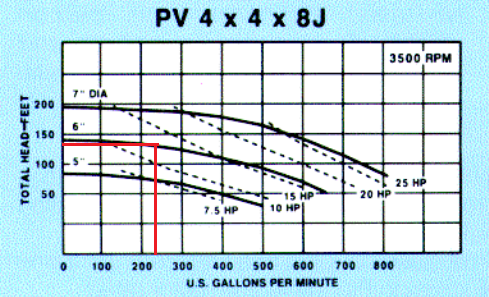 PV 4 x 4 x 8J
3500 RPM
7" DIA
200
6"
150
TOTAL HEAD–FEET
100
5"
50
25 HP
20 HP
15 HP
10 HP
7.5 HP
0 100 200 300 400 500 600 700 800
U.S. GALLONS PER MINUTE